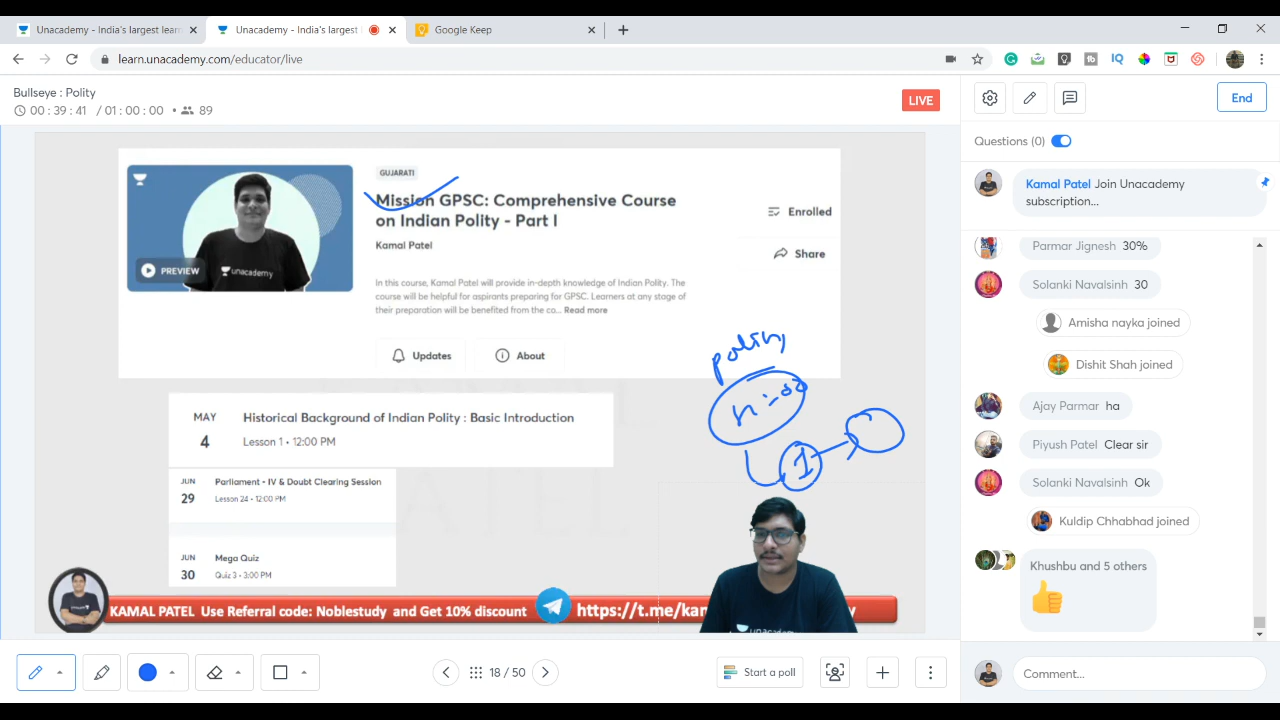 Unacademy - India's largest learn
Unacademy - India's largest
Google Keep
learn.unacademy.com/educator/live
Bullseye : Polity
00 : 39 : 41 / 01 : 00 : 00 • 89
LIVE
End
Questions (0)
Kamal Patel Join Unacademy
subscription...
GUJARATI
Mission GPSC: Comprehensive Course
on Indian Polity - Part I
Kamal Patel
Enrolled
Share
PREVIEW
unacademy
In this course, Kamal Patel will provide in-depth knowledge of Indian Polity. The
course will be helpful for aspirants preparing for GPSC. Learners at any stage of
their preparation will be benefited from the co... Read more
Updates
About
polity
MAY
4
Historical Background of Indian Polity : Basic Introduction
Lesson 1 • 12:00 PM
JUN
29
Parliament - IV & Doubt Clearing Session
Lesson 24 • 12:00 PM
JUN
30
Mega Quiz
Quiz 3 • 3:00 PM
KAMAL PATEL Use Referral code: Noblestudy and Get 10% discount
https://t.me/kam
y
unacademy
Parmar Jignesh 30%
Solanki Navalsinh 30
Amisha nayka joined
Dishit Shah joined
Ajay Parmar ha
Piyush Patel Clear sir
Solanki Navalsinh Ok
Kuldip Chhabhad joined
Khushbu and 5 others
18 / 50
Start a poll
Comment...